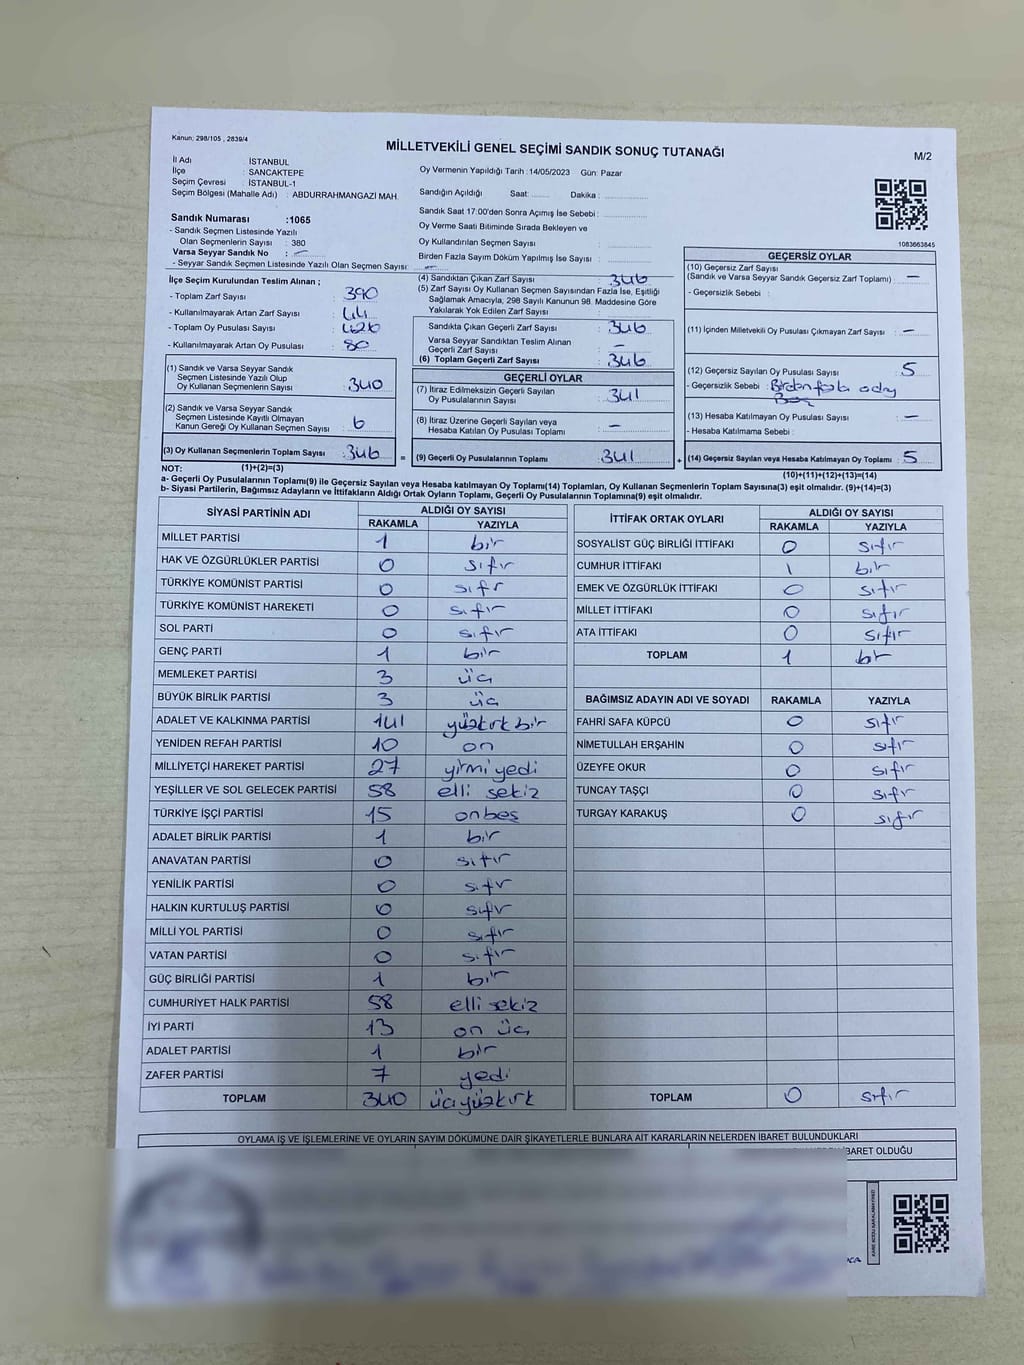 Kanun: 298/105 , 2839/4
MİLLETVEKİLİ GENEL SEÇİMİ SANDIK SONUÇ TUTANAĞI
M/2
İl Adı : İSTANBUL
İlçe : SANCAKTEPE
Seçim Çevresi : İSTANBUL-1
Seçim Bölgesi (Mahalle Adı) : ABDURRAHMANGAZİ MAH.
Sandık Numarası :1065
- Sandık Seçmen Listesinde Yazılı
Olan Seçmenlerin Sayısı : 380
Varsa Seyyar Sandık No : —
- Seyyar Sandık Seçmen Listesinde Yazılı Olan Seçmen Sayısı: —
Oy Vermenin Yapıldığı Tarih :14/05/2023 Gün: Pazar
Sandığın Açıldığı Saat: ........ Dakika: ........
Sandık Saat 17:00'den Sonra Açımış İse Sebebi :
Oy Verme Saati Bitiminde Sırada Bekleyen ve
Oy Kullandırılan Seçmen Sayısı :
Birden Fazla Sayım Döküm Yapılmış İse Sayısı :
1083663845
İlçe Seçim Kurulundan Teslim Alınan ;
- Toplam Zarf Sayısı : 390
- Kullanılmayarak Artan Zarf Sayısı : 44
- Toplam Oy Pusulası Sayısı : 426
- Kullanılmayarak Artan Oy Pusulası : 80
(1) Sandık ve Varsa Seyyar Sandık
Seçmen Listesinde Yazılı Olup
Oy Kullanan Seçmenlerin Sayısı : 340
(2) Sandık ve Varsa Seyyar Sandık
Seçmen Listesinde Kayıtlı Olmayan
Kanun Gereği Oy Kullanan Seçmen Sayısı : 6
(3) Oy Kullanan Seçmenlerin Toplam Sayısı : 346
(4) Sandıktan Çıkan Zarf Sayısı : 346
(5) Zarf Sayısı Oy Kullanan Seçmen Sayısından Fazla İse, Eşitliği
Sağlamak Amacıyla, 298 Sayılı Kanunun 98. Maddesine Göre
Yakılarak Yok Edilen Zarf Sayısı :
Sandıkta Çıkan Geçerli Zarf Sayısı : 346
Varsa Seyyar Sandıktan Teslim Alınan
Geçerli Zarf Sayısı : —
(6) Toplam Geçerli Zarf Sayısı : 346
GEÇERLİ OYLAR
(7) İtiraz Edilmeksizin Geçerli Sayılan
Oy Pusulalarının Sayısı : 341
(8) İtiraz Üzerine Geçerli Sayılan veya
Hesaba Katılan Oy Pusulası Toplamı : —
= (9) Geçerli Oy Pusulalarının Toplamı : 341
GEÇERSİZ OYLAR
(10) Geçersiz Zarf Sayısı
(Sandık ve Varsa Seyyar Sandık Geçersiz Zarf Toplamı) : —
- Geçersizlik Sebebi :
(11) İçinden Milletvekili Oy Pusulası Çıkmayan Zarf Sayısı : —
(12) Geçersiz Sayılan Oy Pusulası Sayısı : 5
- Geçersizlik Sebebi :
(13) Hesaba Katılmayan Oy Pusulası Sayısı : —
- Hesaba Katılmama Sebebi :
+ (14) Geçersiz Sayılan veya Hesaba Katılmayan Oy Toplamı : 5
NOT: (1)+(2)=(3)
(10)+(11)+(12)+(13)=(14)
a- Geçerli Oy Pusulalarının Toplamı(9) ile Geçersiz Sayılan veya Hesaba katılmayan Oy Toplamı(14) Toplamları, Oy Kullanan Seçmenlerin Toplam Sayısına(3) eşit olmalıdır. (9)+(14)=(3)
b- Siyasi Partilerin, Bağımsız Adayların ve İttifakların Aldığı Ortak Oyların Toplamı, Geçerli Oy Pusulalarının Toplamına(9) eşit olmalıdır.
SİYASİ PARTİNİN ADI
ALDIĞI OY SAYISI
RAKAMLA YAZIYLA
MİLLET PARTİSİ 1 bir
HAK VE ÖZGÜRLÜKLER PARTİSİ 0 sıfır
TÜRKİYE KOMÜNİST PARTİSİ 0 sıfr
TÜRKİYE KOMÜNİST HAREKETİ 0 sıfır
SOL PARTİ 0 sıfır
GENÇ PARTİ 1 bir
MEMLEKET PARTİSİ 3 üç
BÜYÜK BİRLİK PARTİSİ 3 üç
ADALET VE KALKINMA PARTİSİ 141 yüzkırk bir
YENİDEN REFAH PARTİSİ 10 on
MİLLİYETÇİ HAREKET PARTİSİ 27 yirmi yedi
YEŞİLLER VE SOL GELECEK PARTİSİ 58 elli sekiz
TÜRKİYE İŞÇİ PARTİSİ 15 onbeş
ADALET BİRLİK PARTİSİ 1 bir
ANAVATAN PARTİSİ 0 sıfır
YENİLİK PARTİSİ 0 sıfır
HALKIN KURTULUŞ PARTİSİ 0 sıfır
MİLLİ YOL PARTİSİ 0 sıfır
VATAN PARTİSİ 0 sıfır
GÜÇ BİRLİĞİ PARTİSİ 1 bir
CUMHURİYET HALK PARTİSİ 58 elli sekiz
İYİ PARTİ 13 on üç
ADALET PARTİSİ 1 bir
ZAFER PARTİSİ 7 yedi
TOPLAM 340 üçyüzkırk
İTTİFAK ORTAK OYLARI
ALDIĞI OY SAYISI
RAKAMLA YAZIYLA
SOSYALİST GÜÇ BİRLİĞİ İTTİFAKI 0 sıfır
CUMHUR İTTİFAKI 1 bir
EMEK VE ÖZGÜRLÜK İTTİFAKI 0 sıfır
MİLLET İTTİFAKI 0 sıfır
ATA İTTİFAKI 0 sıfır
TOPLAM 1 bir
BAĞIMSIZ ADAYIN ADI VE SOYADI RAKAMLA YAZIYLA
FAHRİ SAFA KÜPCÜ 0 sıfır
NİMETULLAH ERŞAHİN 0 sıfır
ÜZEYFE OKUR 0 sıfır
TUNCAY TAŞÇI 0 sıfır
TURGAY KARAKUŞ 0 sıfır
TOPLAM 0 sıfır
OYLAMA İŞ VE İŞLEMLERİNE VE OYLARIN SAYIM DÖKÜMÜNE DAİR ŞİKAYETLERLE BUNLARA AİT KARARLARIN NELERDEN İBARET BULUNDUKLARI
İBARET OLDUĞU
KARE KODU KARALAMAYINIZ!